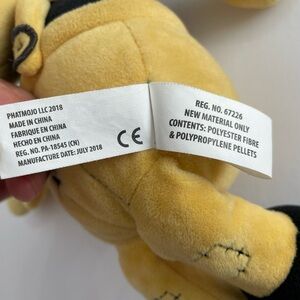 PHATMOJO LLC 2018
MADE IN CHINA
FABRIQUE EN CHINA
HECHO EN CHINA
REG. NO. PA-18545 (CN)
MANUFACTURE DATE: JULY 2018
CE
REG. NO. 67226
NEW MATERIAL ONLY
CONTENTS: POLYESTER FIBRE
& POLYPROPYLENE PELLETS